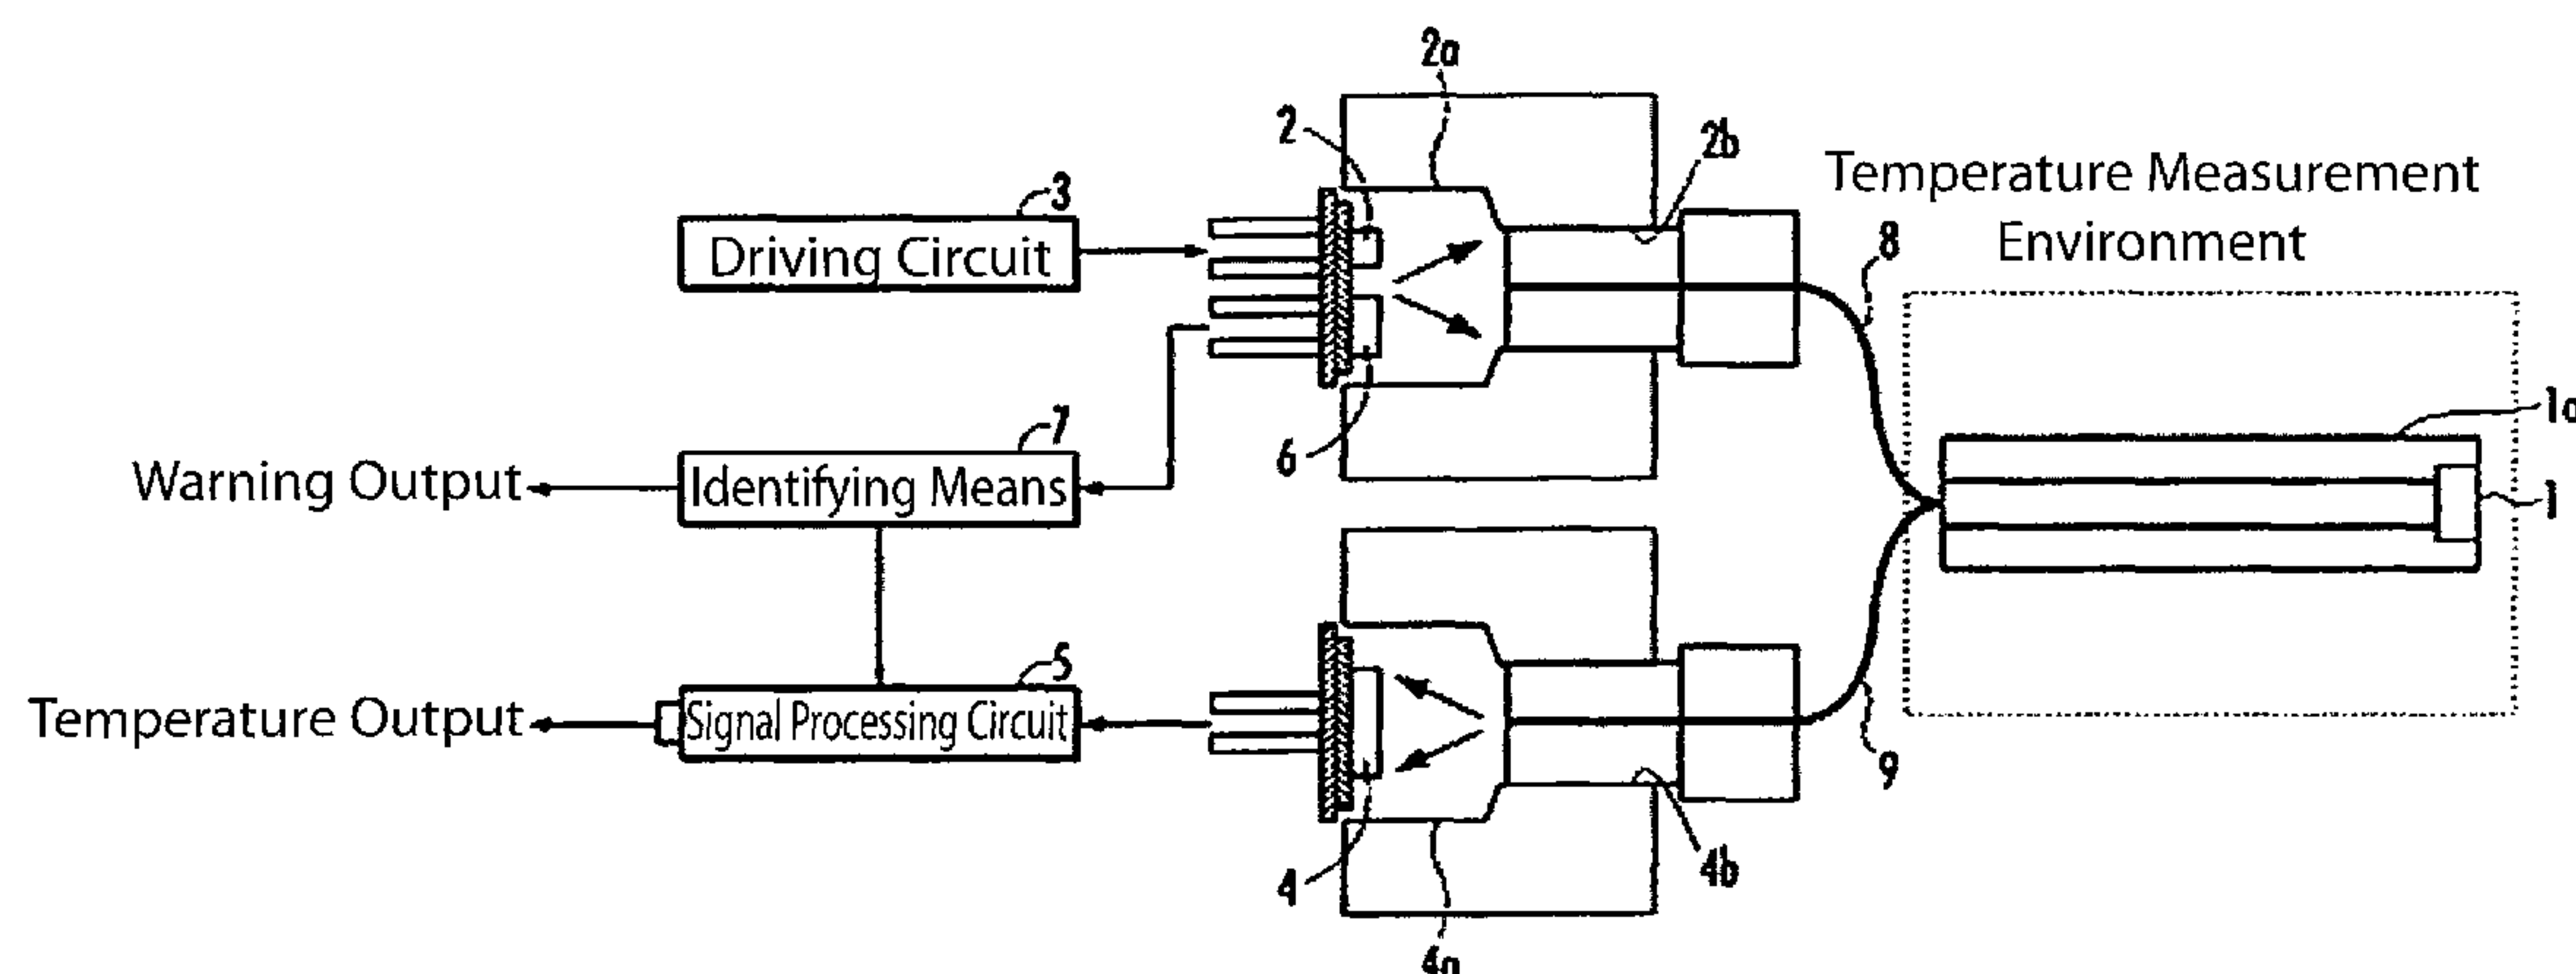 2a
2
2b
Temperature Measurement
Environment
3
Driving Circuit
8
1a
7
6
Warning Output
Identifying Means
1
5
Temperature Output
Signal Processing Circuit
9
4
4b
4a